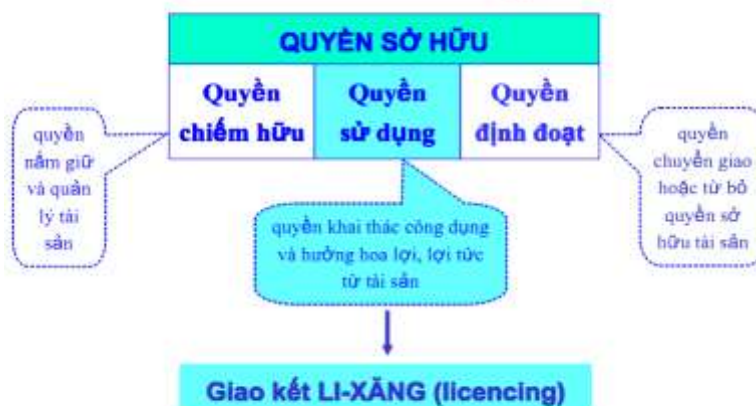 QUYỀN SỞ HỮU
Quyền
chiếm hữu
Quyền
sử dụng
Quyền
định đoạt
quyền
nắm giữ
và quản
lý tài
sản
quyền khai thác công dụng
và hưởng hoa lợi, lợi tức
từ tài sản
quyền
chuyển giao
hoặc từ bỏ
quyền sở
hữu tài sản
Giao kết LI-XĂNG (licencing)